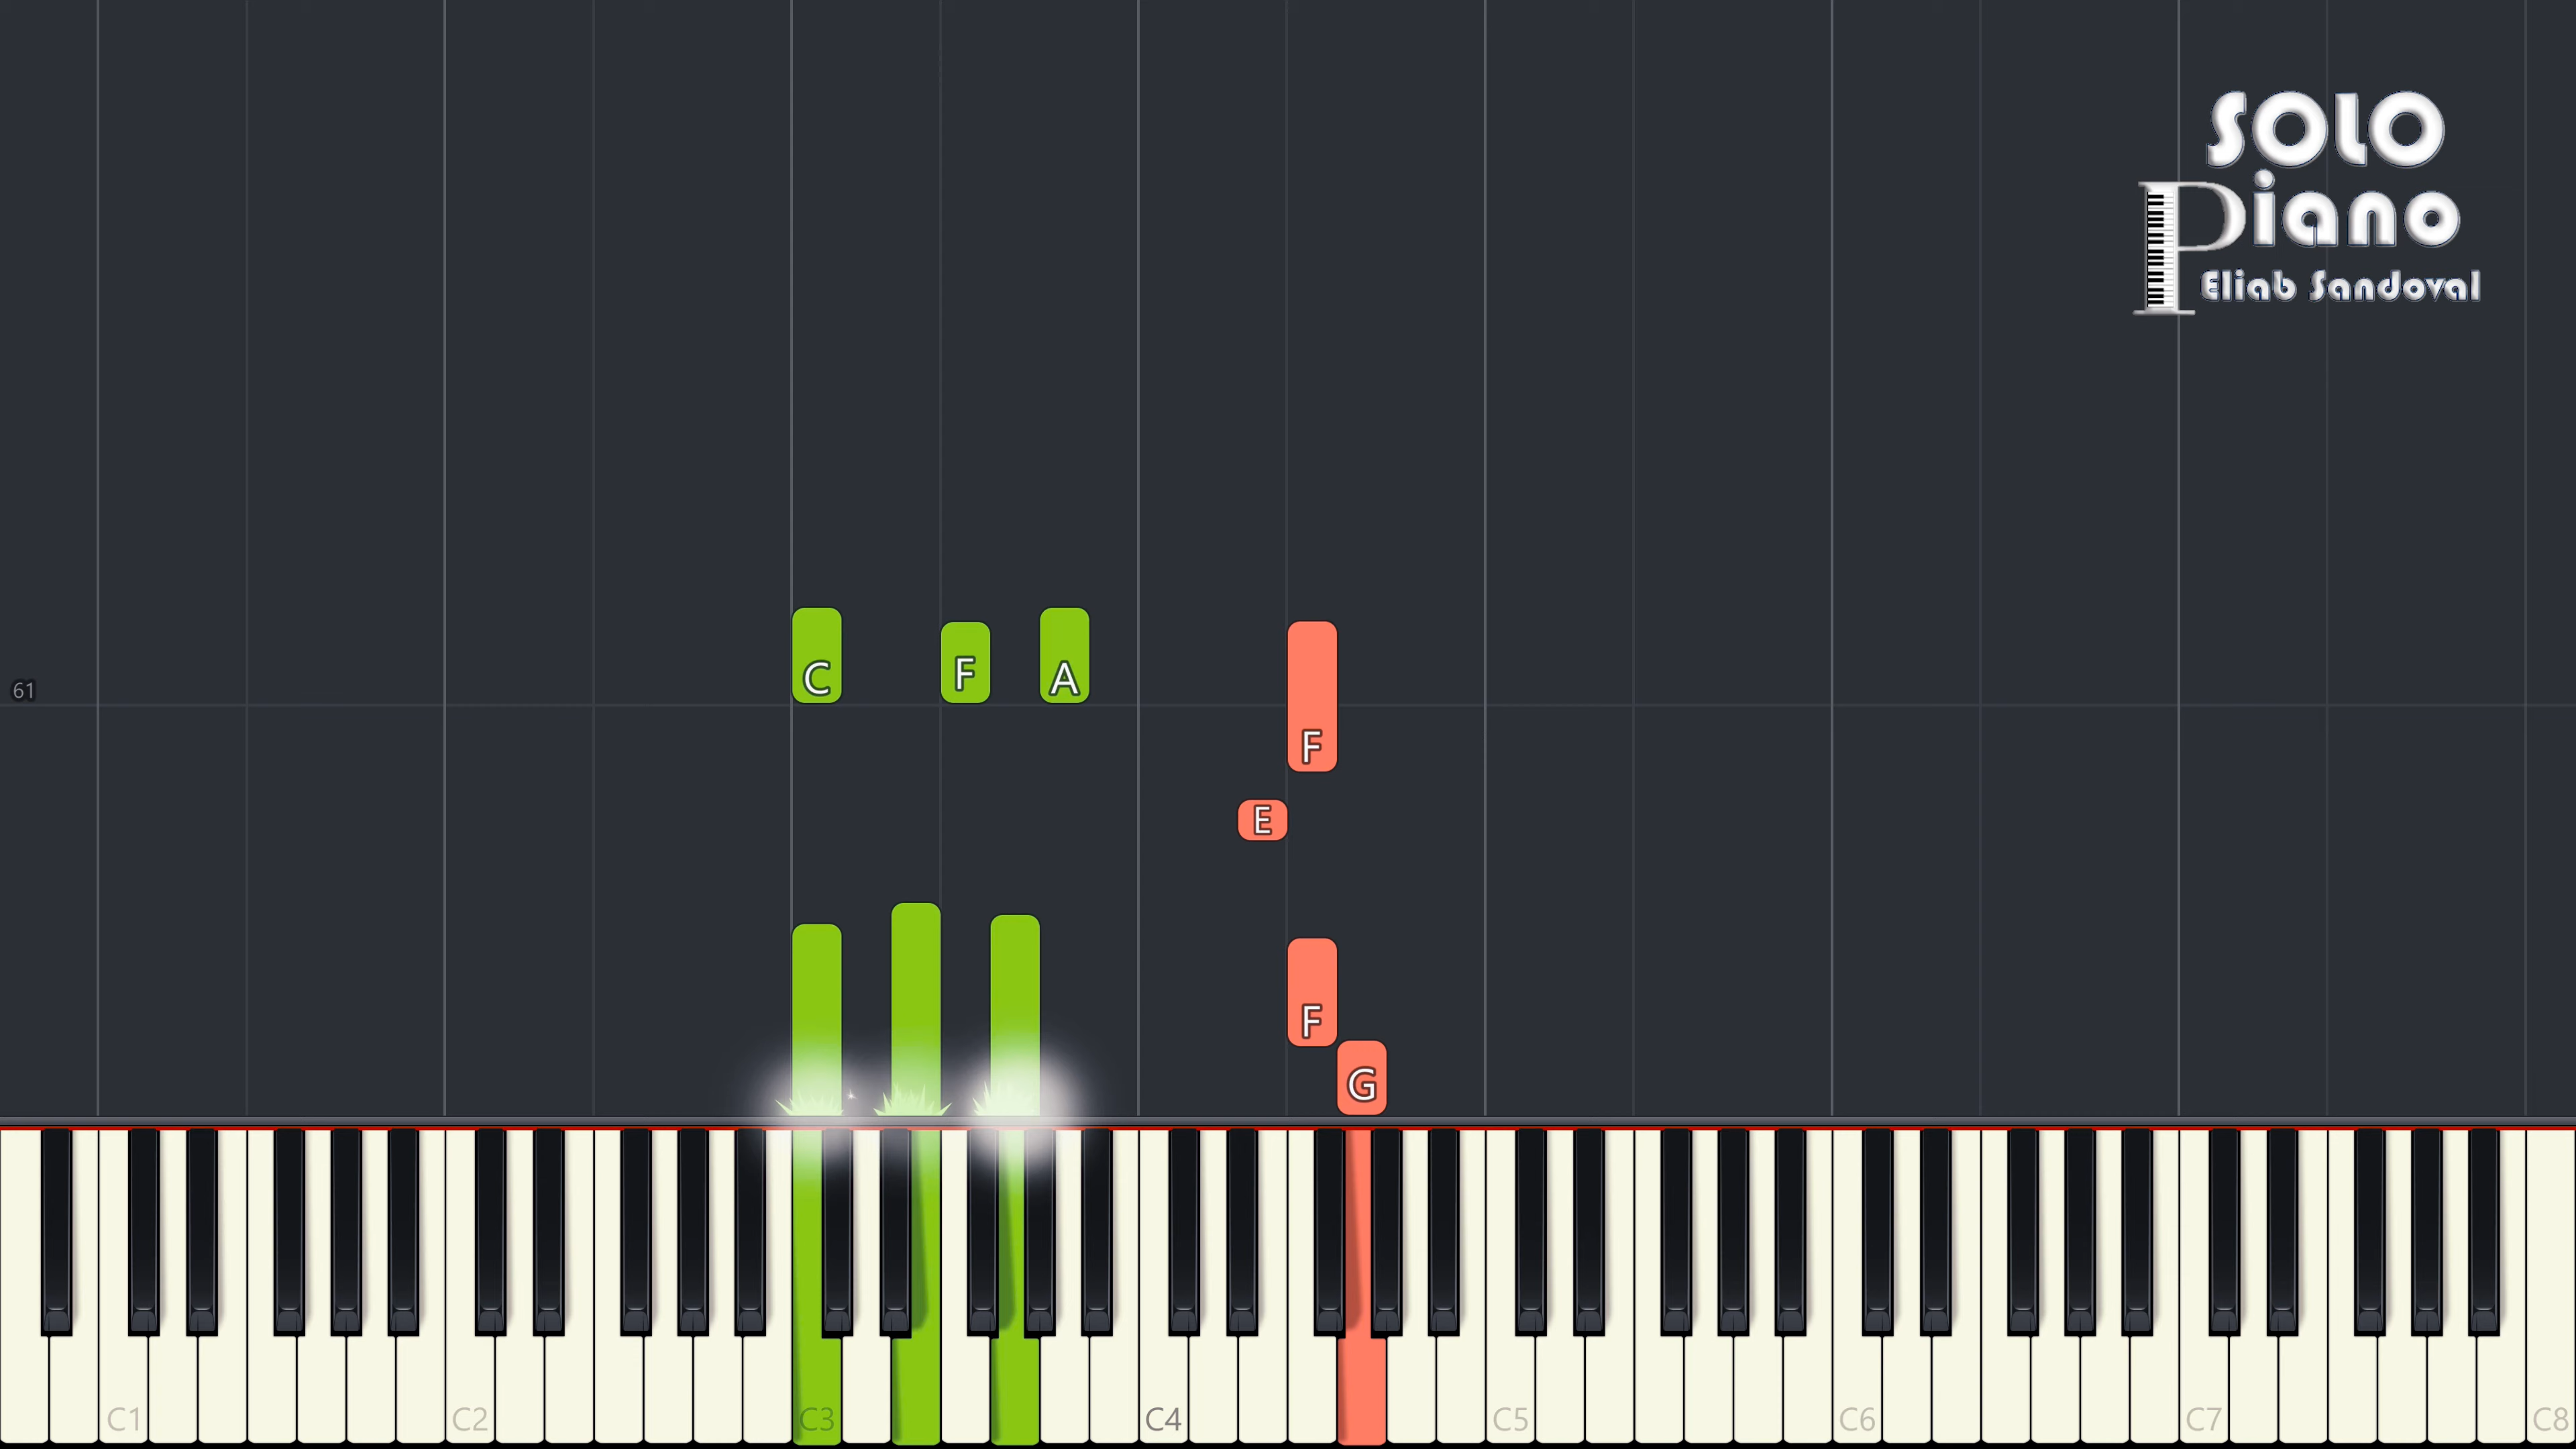 SOLO
Piano
Eliab Sandoval
C F A
61
F
E
F
G
C1 C2 C3 C4 C5 C6 C7 C8